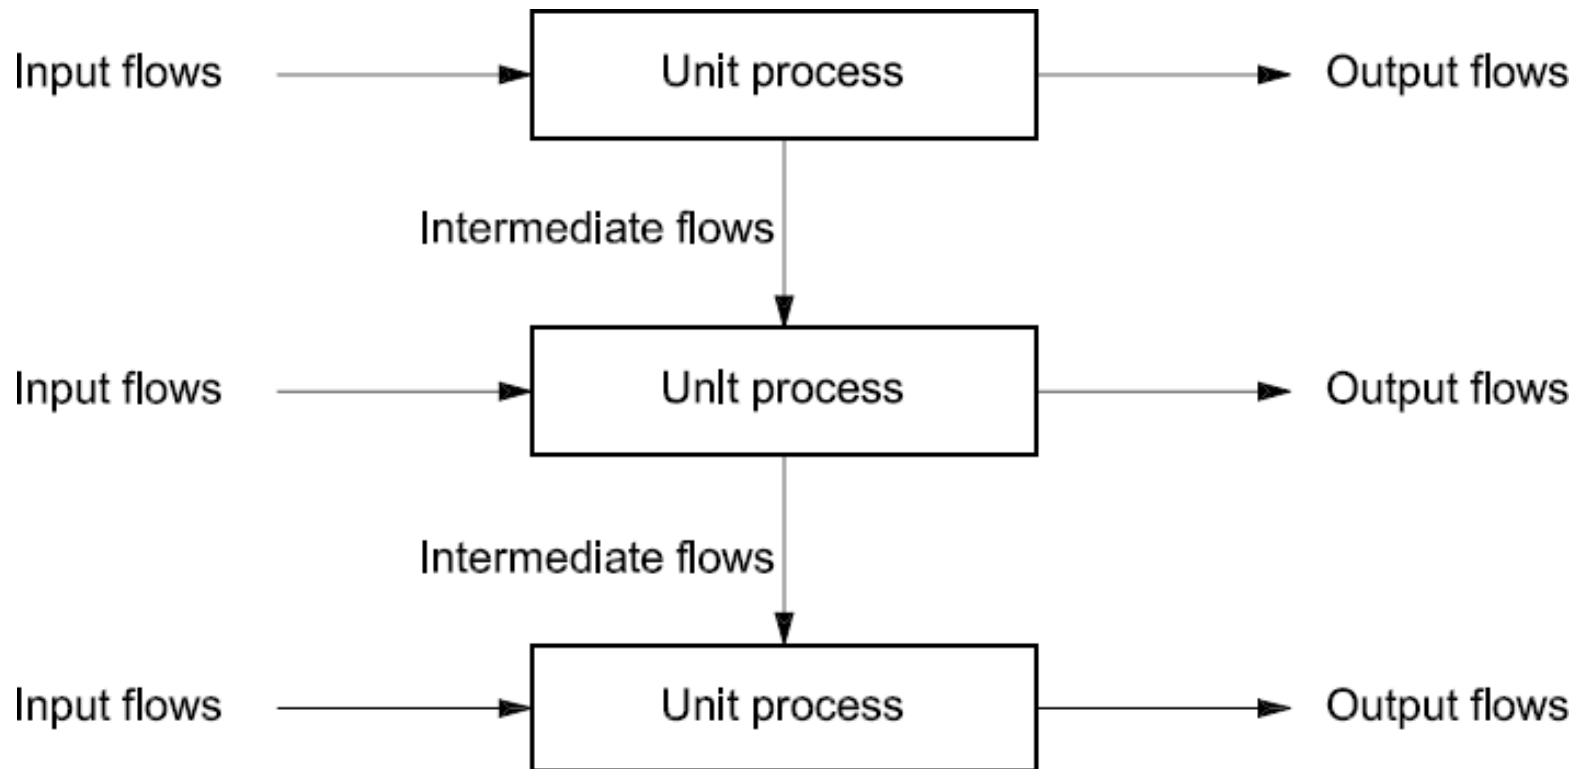 Input flows
Unit process
Output flows
Intermediate flows
Input flows
UnIt process
Output flows
Intermediate flows
Input flows
Unit process
Output flows